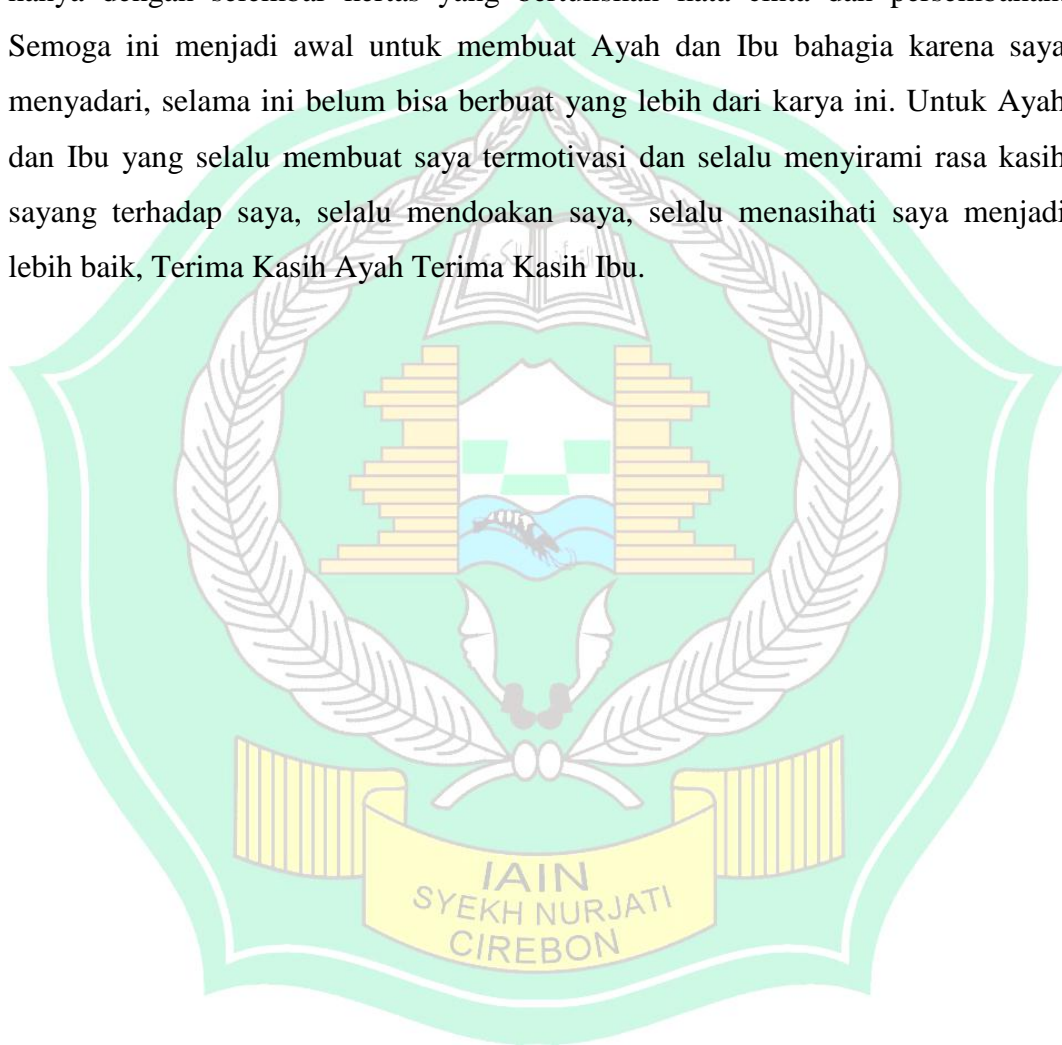 hanya dengan selembar kertas yang bertuliskan kata cinta dan persembahan.
Semoga ini menjadi awal untuk membuat Ayah dan Ibu bahagia karena saya
menyadari, selama ini belum bisa berbuat yang lebih dari karya ini. Untuk Ayah
dan Ibu yang selalu membuat saya termotivasi dan selalu menyirami rasa kasih
sayang terhadap saya, selalu mendoakan saya, selalu menasihati saya menjadi
lebih baik, Terima Kasih Ayah Terima Kasih Ibu.
IAIN
SYEKH NURJATI
CIREBON